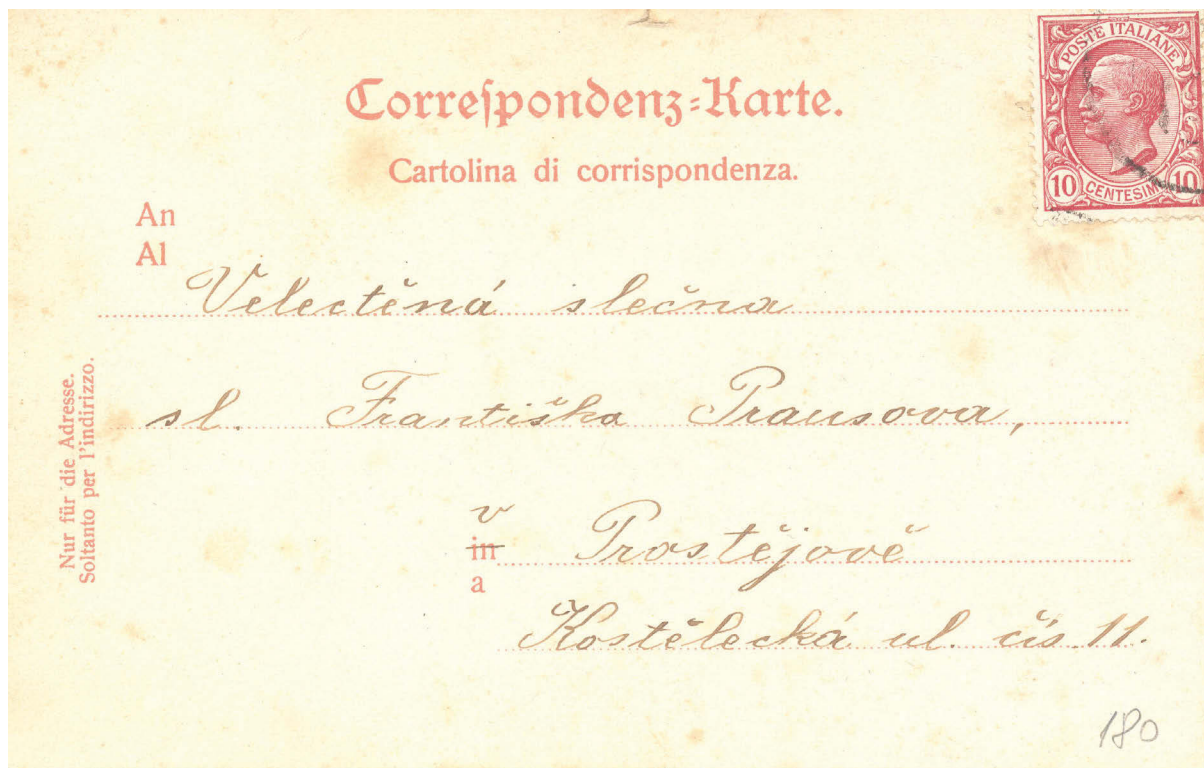 Correspondenz-Karte.
Cartolina di corrispondenza.
POSTE ITALIANE
10 CENTESIMI 10
An
Al
Velectěná slečna
sl. Františka Prausova,
v
in Prostějově
a
Kostělecká ul. čís. 11.
Nur für die Adresse.
Soltanto per l'indirizzo.
180